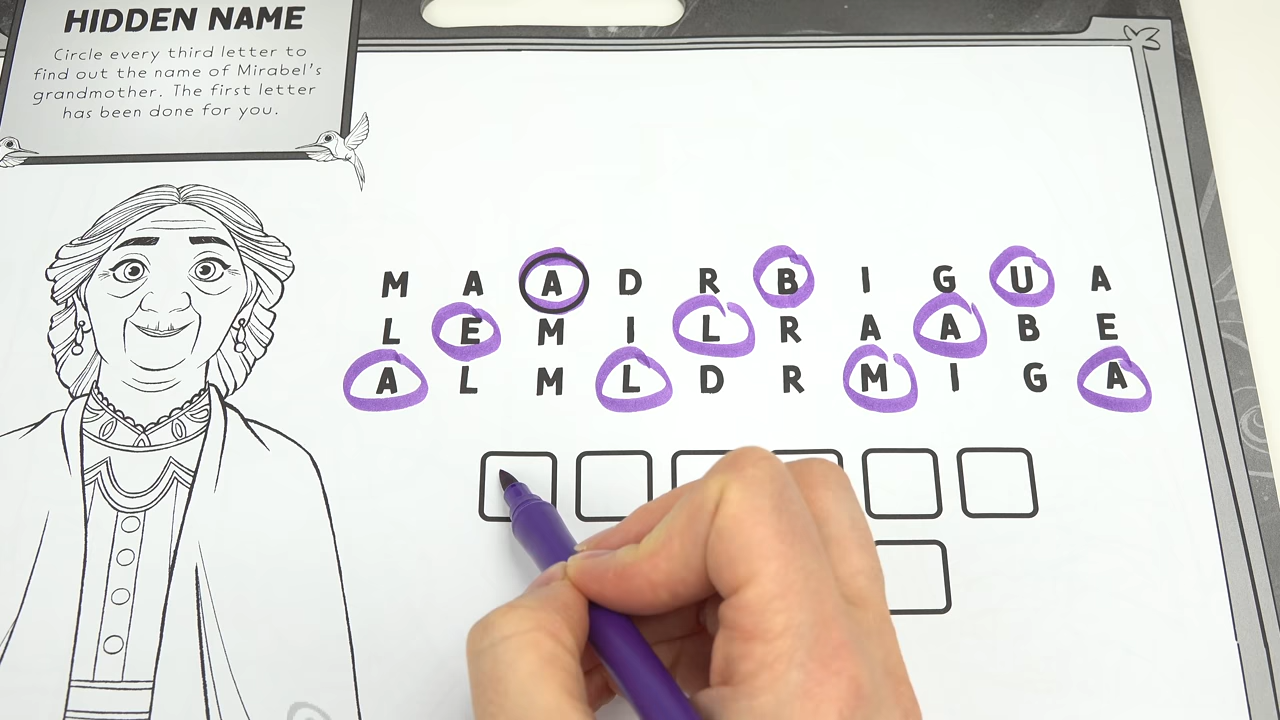 HIDDEN NAME
Circle every third letter to
find out the name of Mirabel's
grandmother. The first letter
has been done for you.
M A A D R B I G U A
L E M I L R A A B E
A L M L D R M I G A